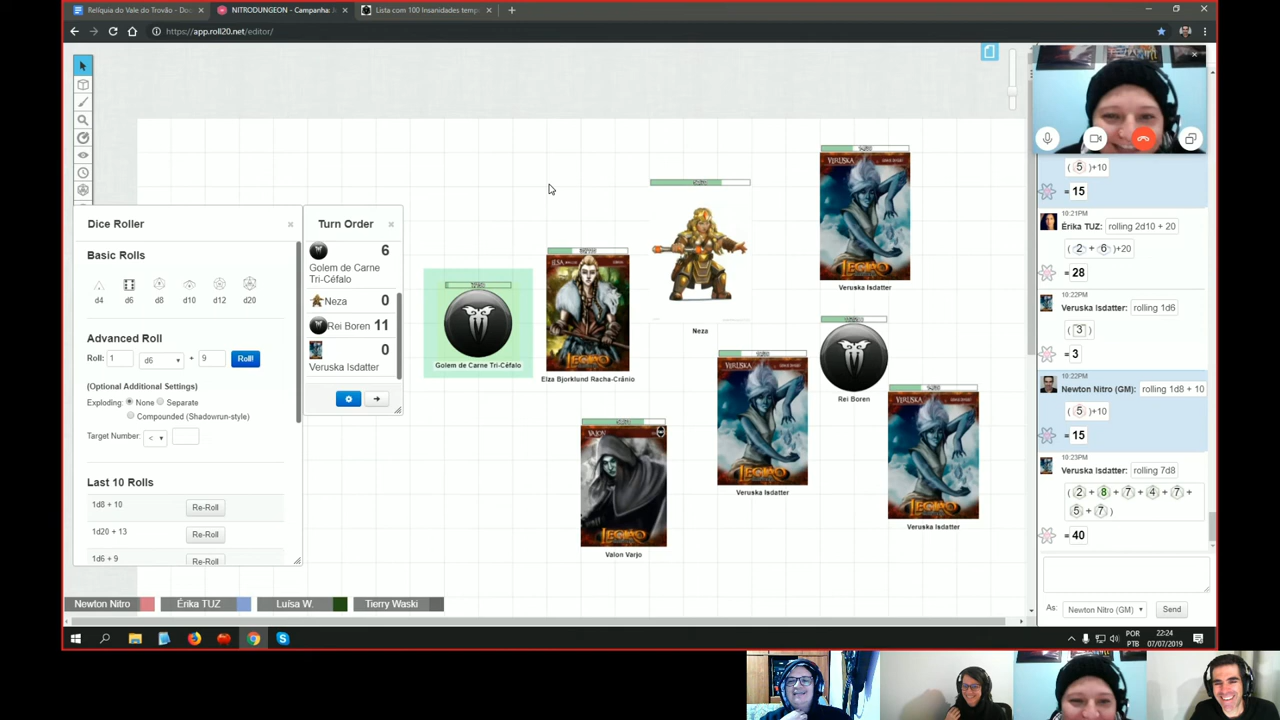 Relíquia do Vale do Trovão - Doc
NITRODUNGEON - Campanha: J
Lista com 100 Insanidades temp
https://app.roll20.net/editor/
Dice Roller
Basic Rolls
d4
d6
d8
d10
d12
d20
Advanced Roll
Roll:
1
d6
+
9
Roll!
(Optional Additional Settings)
Exploding:
None
Separate
Compounded (Shadowrun-style)
Target Number:
<
Last 10 Rolls
1d8 + 10
Re-Roll
1d20 + 13
Re-Roll
1d6 + 9
Re-Roll
Turn Order
6
Golem de Carne
Tri-Céfalo
Neza
0
Rei Boren
11
0
Veruska Isdatter
Golem de Carne Tri-Céfalo
ELSA
LEGIÃO
Elza Bjorklund Racha-Crânio
Neza
VERUSKA
LEGIÃO
Veruska Isdatter
Rei Boren
VERUSKA
LEGIÃO
Veruska Isdatter
VERUSKA
LEGIÃO
Veruska Isdatter
VALON
LEGIÃO
Valon Varjo
Newton Nitro
Érika TUZ
Luísa W.
Tierry Waski
(5)+10
= 15
10:21PM
Érika TUZ: rolling 2d10 + 20
(2 + 6)+20
= 28
10:22PM
Veruska Isdatter: rolling 1d6
(3)
= 3
10:22PM
Newton Nitro (GM): rolling 1d8 + 10
(5)+10
= 15
10:23PM
Veruska Isdatter: rolling 7d8
(2 + 8 + 7 + 4 + 7 +
5 + 7)
= 40
As:
Newton Nitro (GM)
Send
POR
PTB
22:24
07/07/2019